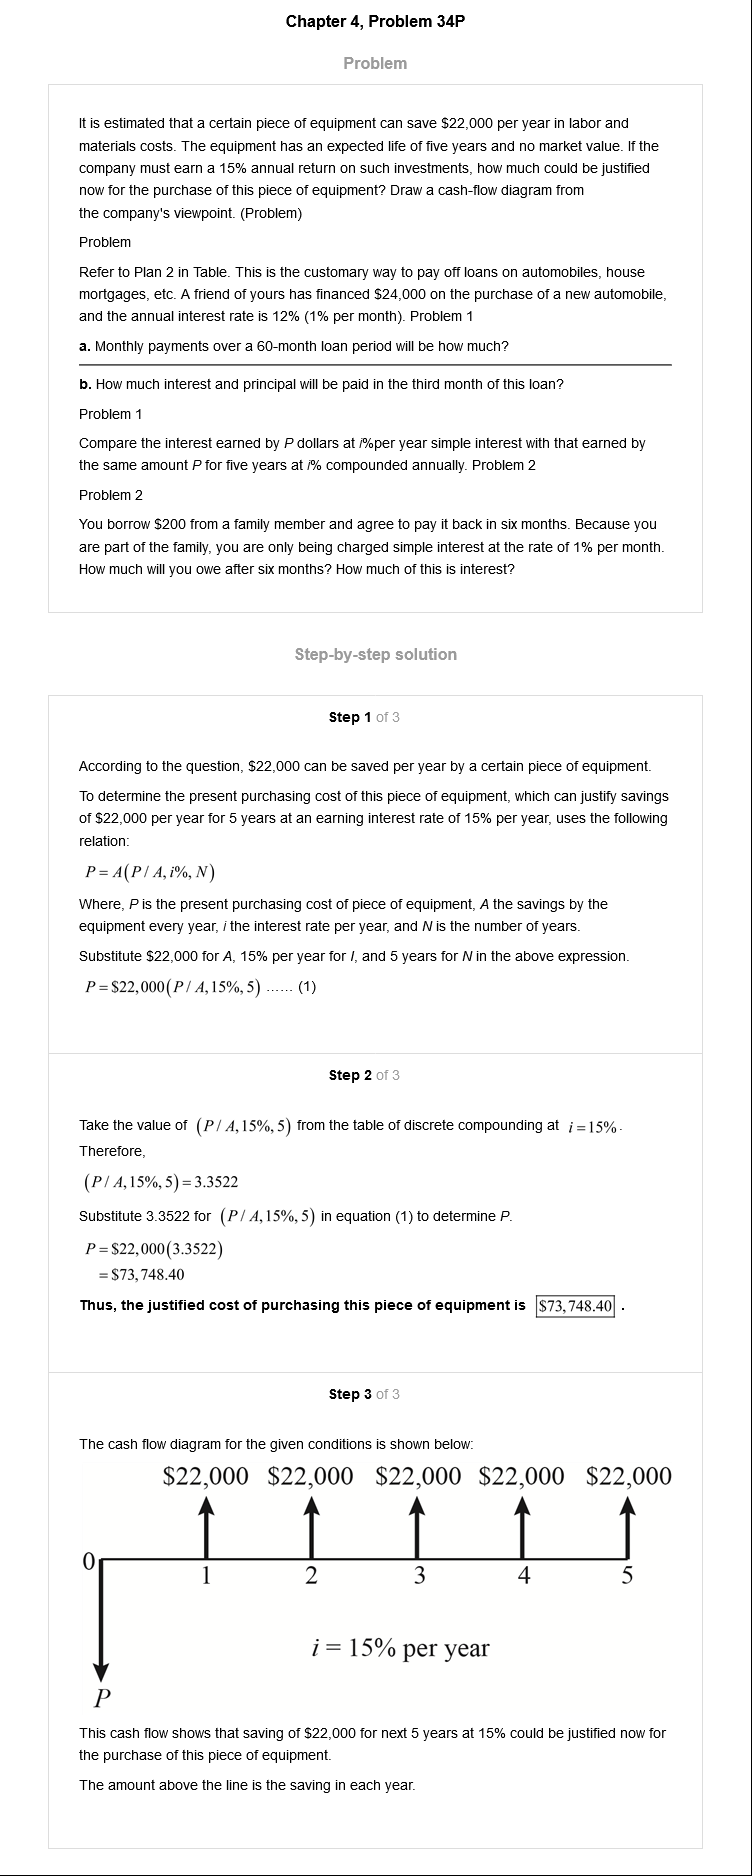 Chapter 4, Problem 34P
Problem
It is estimated that a certain piece of equipment can save $22,000 per year in labor and
materials costs. The equipment has an expected life of five years and no market value. If the
company must earn a 15% annual return on such investments, how much could be justified
now for the purchase of this piece of equipment? Draw a cash-flow diagram from
the company's viewpoint. (Problem)
Problem
Refer to Plan 2 in Table. This is the customary way to pay off loans on automobiles, house
mortgages, etc. A friend of yours has financed $24,000 on the purchase of a new automobile,
and the annual interest rate is 12% (1% per month). Problem 1
a. Monthly payments over a 60-month loan period will be how much?
b. How much interest and principal will be paid in the third month of this loan?
Problem 1
Compare the interest earned by P dollars at i%per year simple interest with that earned by
the same amount P for five years at i% compounded annually. Problem 2
Problem 2
You borrow $200 from a family member and agree to pay it back in six months. Because you
are part of the family, you are only being charged simple interest at the rate of 1% per month.
How much will you owe after six months? How much of this is interest?
Step-by-step solution
Step 1 of 3
According to the question, $22,000 can be saved per year by a certain piece of equipment.
To determine the present purchasing cost of this piece of equipment, which can justify savings
of $22,000 per year for 5 years at an earning interest rate of 15% per year, uses the following
relation:
P = A(P / A, i%, N)
Where, P is the present purchasing cost of piece of equipment, A the savings by the
equipment every year, i the interest rate per year, and N is the number of years.
Substitute $22,000 for A, 15% per year for I, and 5 years for N in the above expression.
P = $22,000(P / A,15%,5) …… (1)
Step 2 of 3
Take the value of (P / A,15%,5) from the table of discrete compounding at i = 15%.
Therefore,
(P / A,15%,5) = 3.3522
Substitute 3.3522 for (P / A,15%,5) in equation (1) to determine P.
P = $22,000(3.3522)
= $73,748.40
Thus, the justified cost of purchasing this piece of equipment is $73,748.40 .
Step 3 of 3
The cash flow diagram for the given conditions is shown below:
$22,000 $22,000 $22,000 $22,000 $22,000
0 1 2 3 4 5
i = 15% per year
P
This cash flow shows that saving of $22,000 for next 5 years at 15% could be justified now for
the purchase of this piece of equipment.
The amount above the line is the saving in each year.